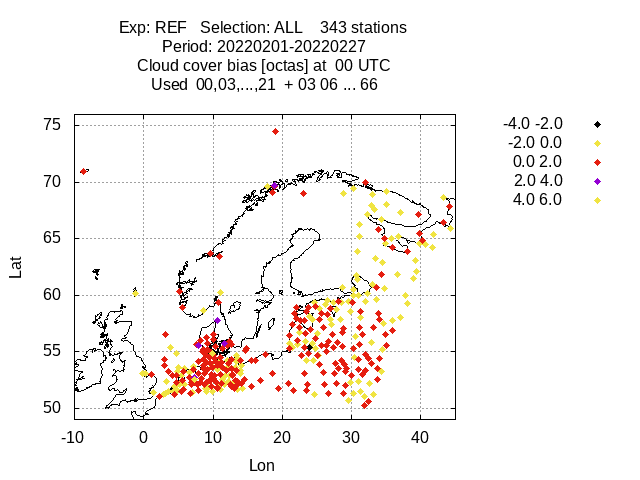 Exp: REF   Selection: ALL    343 stations
Period: 20220201-20220227
Cloud cover bias [octas] at  00 UTC
Used  00,03,...,21  + 03 06 ... 66
-4.0 -2.0
-2.0 0.0
0.0 2.0
2.0 4.0
4.0 6.0
75
70
65
60
55
50
Lat
-10 0 10 20 30 40
Lon